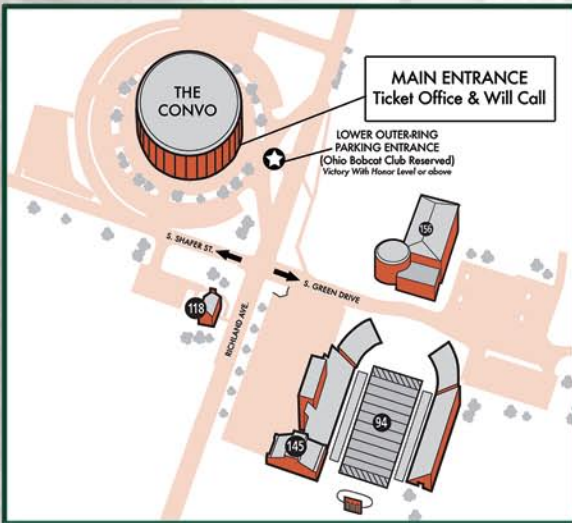 THE
CONVO
MAIN ENTRANCE
Ticket Office & Will Call
LOWER OUTER-RING
PARKING ENTRANCE
(Ohio Bobcat Club Reserved)
Victory With Honor Level or above
156
S. SHAFER ST.
S. GREEN DRIVE
118
RICHLAND AVE.
94
145